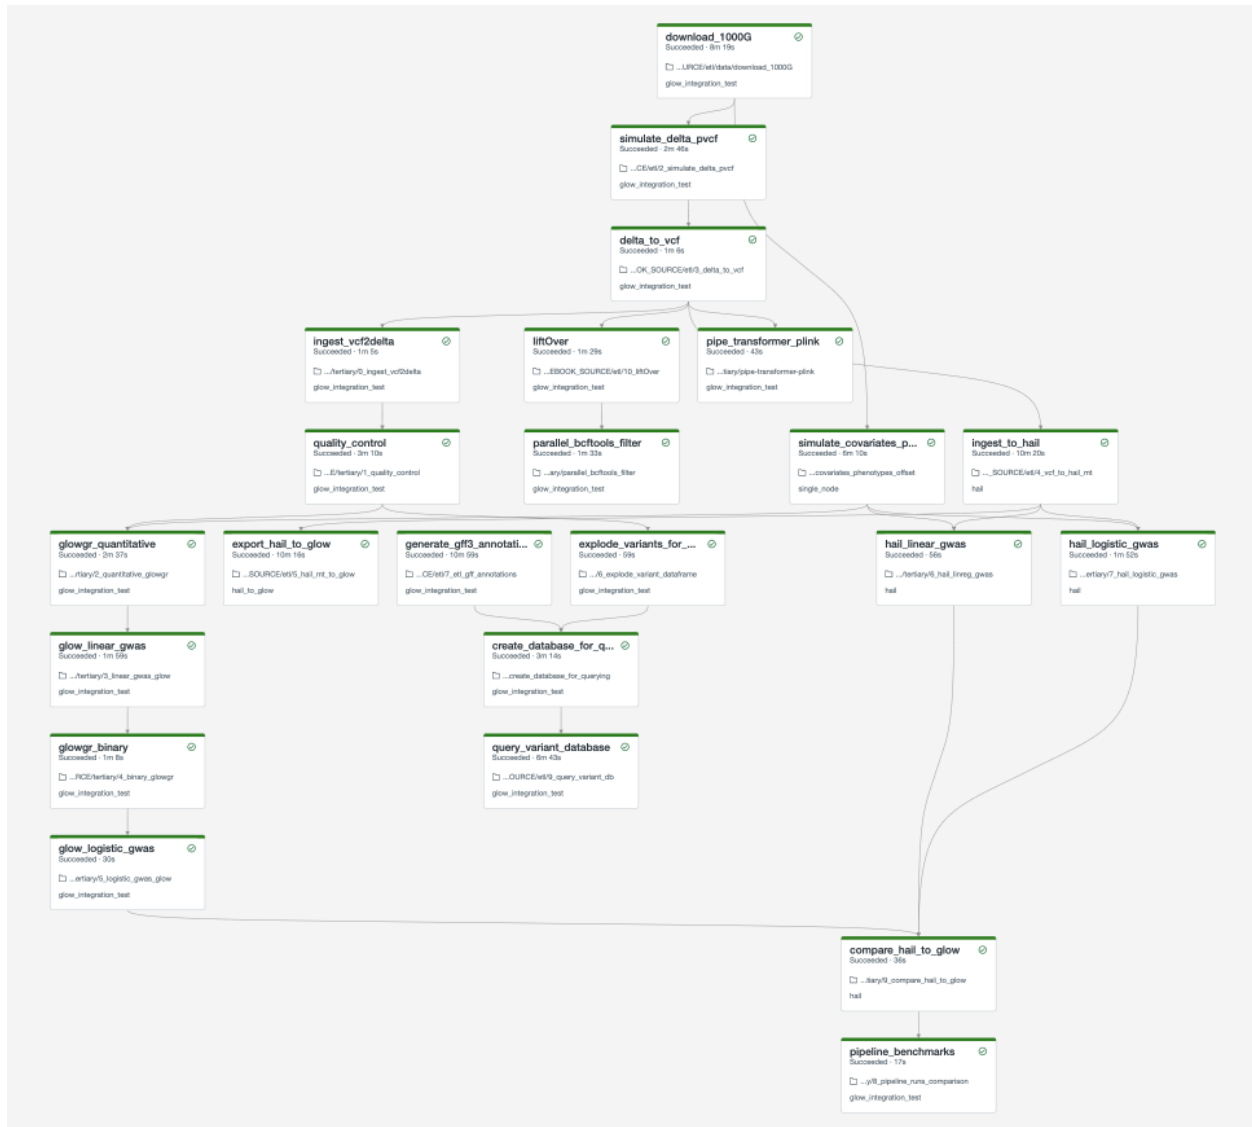 download_1000G
Succeeded · 8m 19s
...URCE/etl/data/download_1000G
glow_integration_test
simulate_delta_pvcf
Succeeded · 2m 46s
...CE/etl/2_simulate_delta_pvcf
glow_integration_test
delta_to_vcf
Succeeded · 1m 6s
...OK_SOURCE/etl/3_delta_to_vcf
glow_integration_test
ingest_vcf2delta
Succeeded · 1m 5s
.../tertiary/0_ingest_vcf2delta
glow_integration_test
liftOver
Succeeded · 1m 29s
...EBOOK_SOURCE/etl/10_liftOver
glow_integration_test
pipe_transformer_plink
Succeeded · 43s
...tiary/pipe-transformer-plink
glow_integration_test
quality_control
Succeeded · 3m 10s
...E/tertiary/1_quality_control
glow_integration_test
parallel_bcftools_filter
Succeeded · 1m 33s
...ary/parallel_bcftools_filter
glow_integration_test
simulate_covariates_p...
Succeeded · 6m 10s
...covariates_phenotypes_offset
single_node
ingest_to_hail
Succeeded · 10m 20s
..._SOURCE/etl/4_vcf_to_hail_mt
hail
glowgr_quantitative
Succeeded · 2m 37s
...rtiary/2_quantitative_glowgr
glow_integration_test
export_hail_to_glow
Succeeded · 10m 16s
...SOURCE/etl/5_hail_mt_to_glow
hail_to_glow
generate_gff3_annotati...
Succeeded · 10m 59s
...CE/etl/7_etl_gff_annotations
glow_integration_test
explode_variants_for_...
Succeeded · 59s
.../6_explode_variant_dataframe
glow_integration_test
hail_linear_gwas
Succeeded · 56s
.../tertiary/6_hail_linreg_gwas
hail
hail_logistic_gwas
Succeeded · 1m 52s
...ertiary/7_hail_logistic_gwas
hail
glow_linear_gwas
Succeeded · 1m 59s
.../tertiary/3_linear_gwas_glow
glow_integration_test
create_database_for_q...
Succeeded · 3m 14s
...create_database_for_querying
glow_integration_test
glowgr_binary
Succeeded · 1m 8s
...RCE/tertiary/4_binary_glowgr
glow_integration_test
query_variant_database
Succeeded · 6m 43s
...OURCE/etl/9_query_variant_db
glow_integration_test
glow_logistic_gwas
Succeeded · 30s
...ertiary/5_logistic_gwas_glow
glow_integration_test
compare_hail_to_glow
Succeeded · 36s
...tiary/9_compare_hail_to_glow
hail
pipeline_benchmarks
Succeeded · 17s
...y/8_pipeline_runs_comparison
glow_integration_test